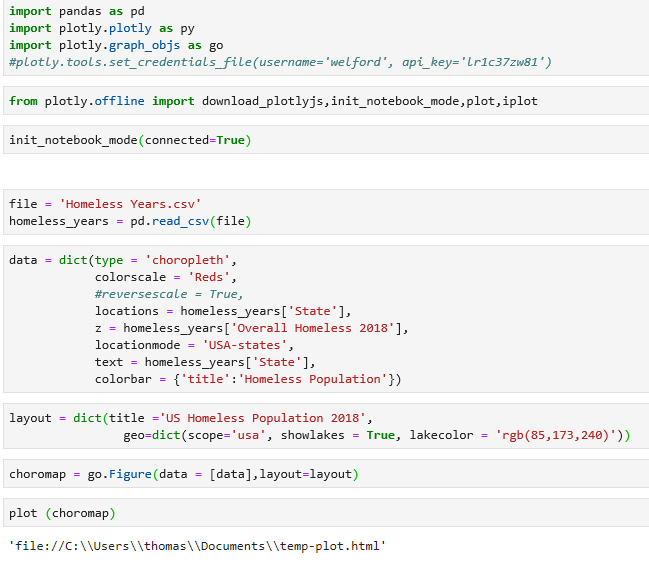 import pandas as pd
import plotly.plotly as py
import plotly.graph_objs as go
#plotly.tools.set_credentials_file(username='welford', api_key='lr1c37zw81')
from plotly.offline import download_plotlyjs,init_notebook_mode,plot,iplot
init_notebook_mode(connected=True)
file = 'Homeless Years.csv'
homeless_years = pd.read_csv(file)
data = dict(type = 'choropleth',
            colorscale = 'Reds',
            #reversescale = True,
            locations = homeless_years['State'],
            z = homeless_years['Overall Homeless 2018'],
            locationmode = 'USA-states',
            text = homeless_years['State'],
            colorbar = {'title':'Homeless Population'})
layout = dict(title ='US Homeless Population 2018',
                geo=dict(scope='usa', showlakes = True, lakecolor = 'rgb(85,173,240)'))
choromap = go.Figure(data = [data],layout=layout)
plot (choromap)
'file://C:\\Users\\thomas\\Documents\\temp-plot.html'